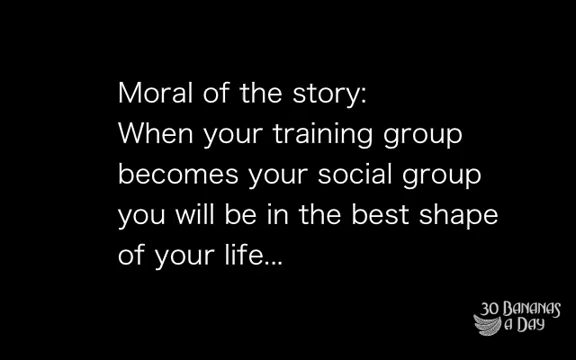 Moral of the story:
When your training group
becomes your social group
you will be in the best shape
of your life...
30 BANANAS
a DAY